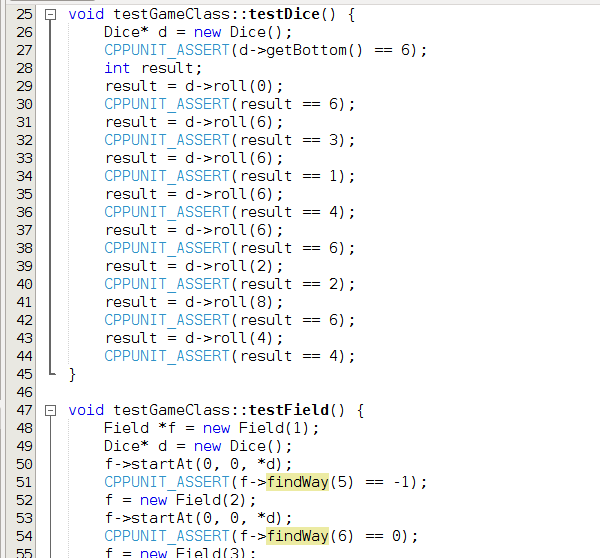 25 void testGameClass::testDice() {
26 Dice* d = new Dice();
27 CPPUNIT_ASSERT(d->getBottom() == 6);
28 int result;
29 result = d->roll(0);
30 CPPUNIT_ASSERT(result == 6);
31 result = d->roll(6);
32 CPPUNIT_ASSERT(result == 3);
33 result = d->roll(6);
34 CPPUNIT_ASSERT(result == 1);
35 result = d->roll(6);
36 CPPUNIT_ASSERT(result == 4);
37 result = d->roll(6);
38 CPPUNIT_ASSERT(result == 6);
39 result = d->roll(2);
40 CPPUNIT_ASSERT(result == 2);
41 result = d->roll(8);
42 CPPUNIT_ASSERT(result == 6);
43 result = d->roll(4);
44 CPPUNIT_ASSERT(result == 4);
45 }
46
47 void testGameClass::testField() {
48 Field *f = new Field(1);
49 Dice* d = new Dice();
50 f->startAt(0, 0, *d);
51 CPPUNIT_ASSERT(f->findWay(5) == -1);
52 f = new Field(2);
53 f->startAt(0, 0, *d);
54 CPPUNIT_ASSERT(f->findWay(6) == 0);
55 f = new Field(3);